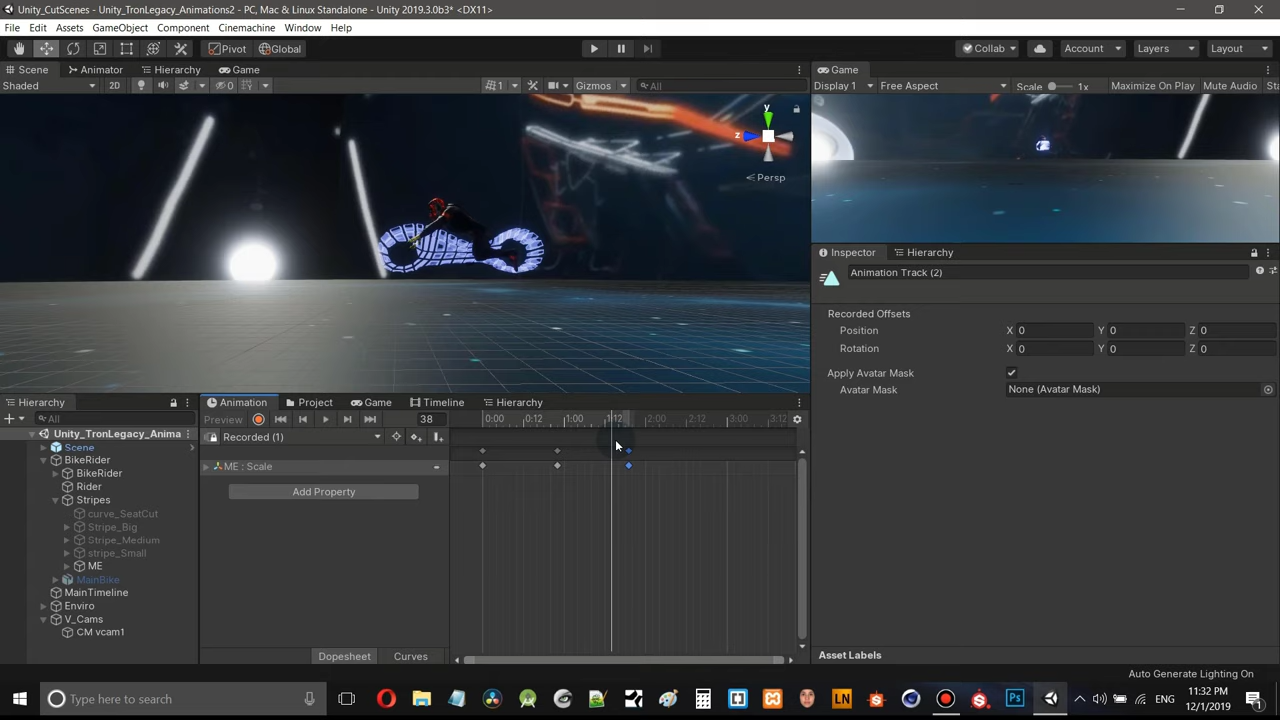 Unity_CutScenes - Unity_TronLegacy_Animations2 - PC, Mac & Linux Standalone - Unity 2019.3.0b3* <DX11>
File Edit Assets GameObject Component Cinemachine Window Help
Pivot Global Collab Account Layers Layout
Scene Animator Hierarchy Game Game
Shaded 2D 0 1 Gizmos All Display 1 Free Aspect Scale 1x Maximize On Play Mute Audio Sta
y
z
Persp
Inspector Hierarchy
Animation Track (2)
Recorded Offsets
Position X 0 Y 0 Z 0
Rotation X 0 Y 0 Z 0
Apply Avatar Mask
Avatar Mask None (Avatar Mask)
Hierarchy Animation Project Game Timeline Hierarchy
All Preview 38 0:00 0:12 1:00 1:12 2:00 2:12 3:00 3:12
Unity_TronLegacy_Anima Recorded (1)
Scene
BikeRider ME : Scale
BikeRider
Rider Add Property
Stripes
curve_SeatCut
Stripe_Big
Stripe_Medium
stripe_Small
ME
MainBike
MainTimeline
Enviro
V_Cams
CM vcam1
Dopesheet Curves Asset Labels
Auto Generate Lighting On
Type here to search LN Ps ENG 11:32 PM
12/1/2019 1